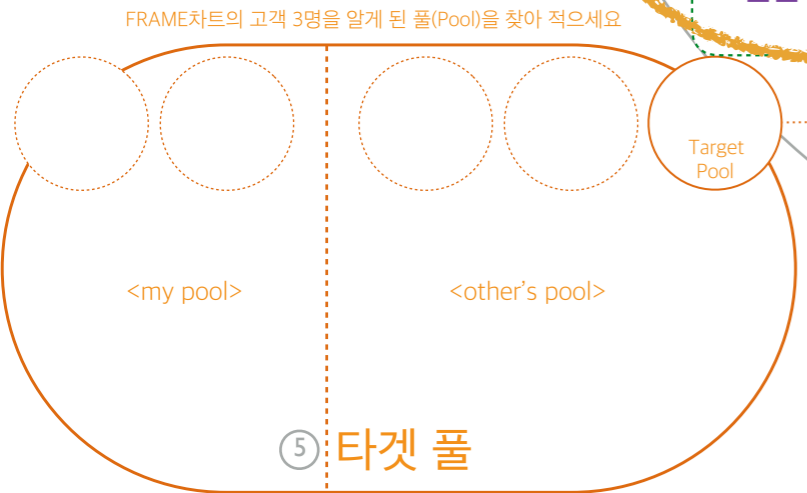 FRAME차트의 고객 3명을 알게 된 풀(Pool)을 찾아 적으세요
Target
Pool
<my pool>
<other's pool>
5 타겟 풀